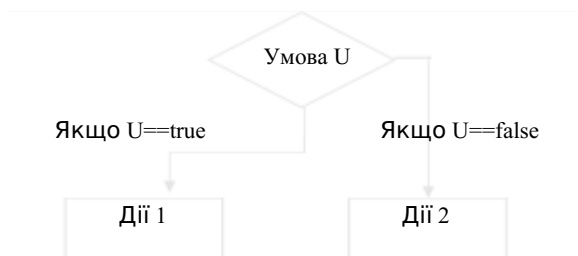 Умова U
Якщо U==true
Якщо U==false
Дії 1
Дії 2